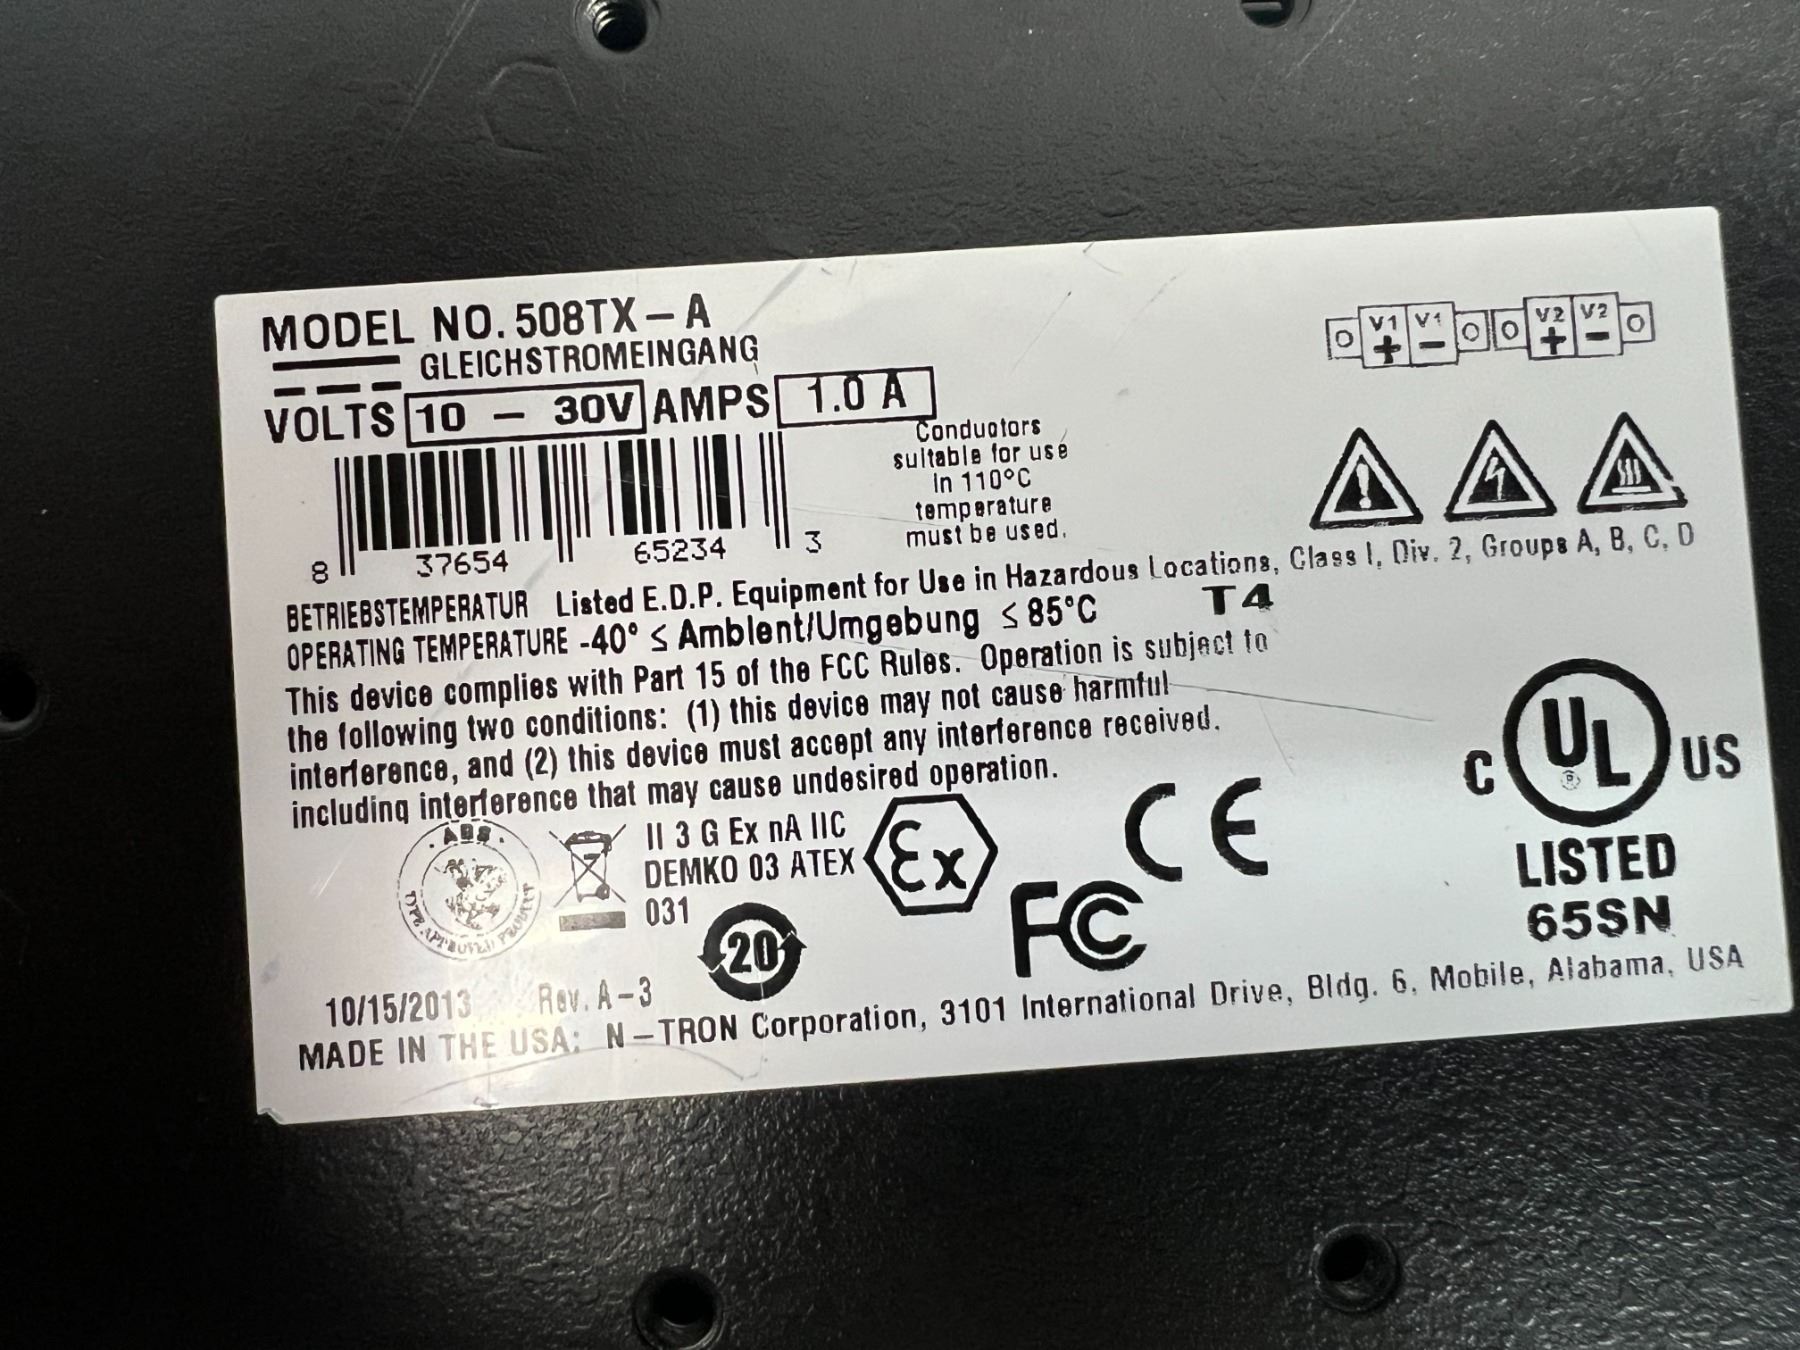 MODEL NO. 508TX-A
GLEICHSTROMEINGANG
VOLTS 10 - 30V AMPS 1.0 A
V1 V1 V2 V2
+ - + -
Conductors
suitable for use
in 110°C
temperature
must be used.
8 37654 65234 3
BETRIEBSTEMPERATUR Listed E.D.P. Equipment for Use in Hazardous Locations, Class I, Div. 2, Groups A, B, C, D
OPERATING TEMPERATURE -40° ≤ Ambient/Umgebung ≤ 85°C T4
This device complies with Part 15 of the FCC Rules. Operation is subject to
the following two conditions: (1) this device may not cause harmful
interference, and (2) this device must accept any interference received.
including interference that may cause undesired operation.
C UL US
® 
LISTED
65SN
ABS
TYPE APPROVED PRODUCT
II 3 G Ex nA IIC
DEMKO 03 ATEX
031
Ex
CE
FC
20
10/15/2013 Rev. A-3
MADE IN THE USA: N-TRON Corporation, 3101 International Drive, Bldg. 6, Mobile, Alabama, USA